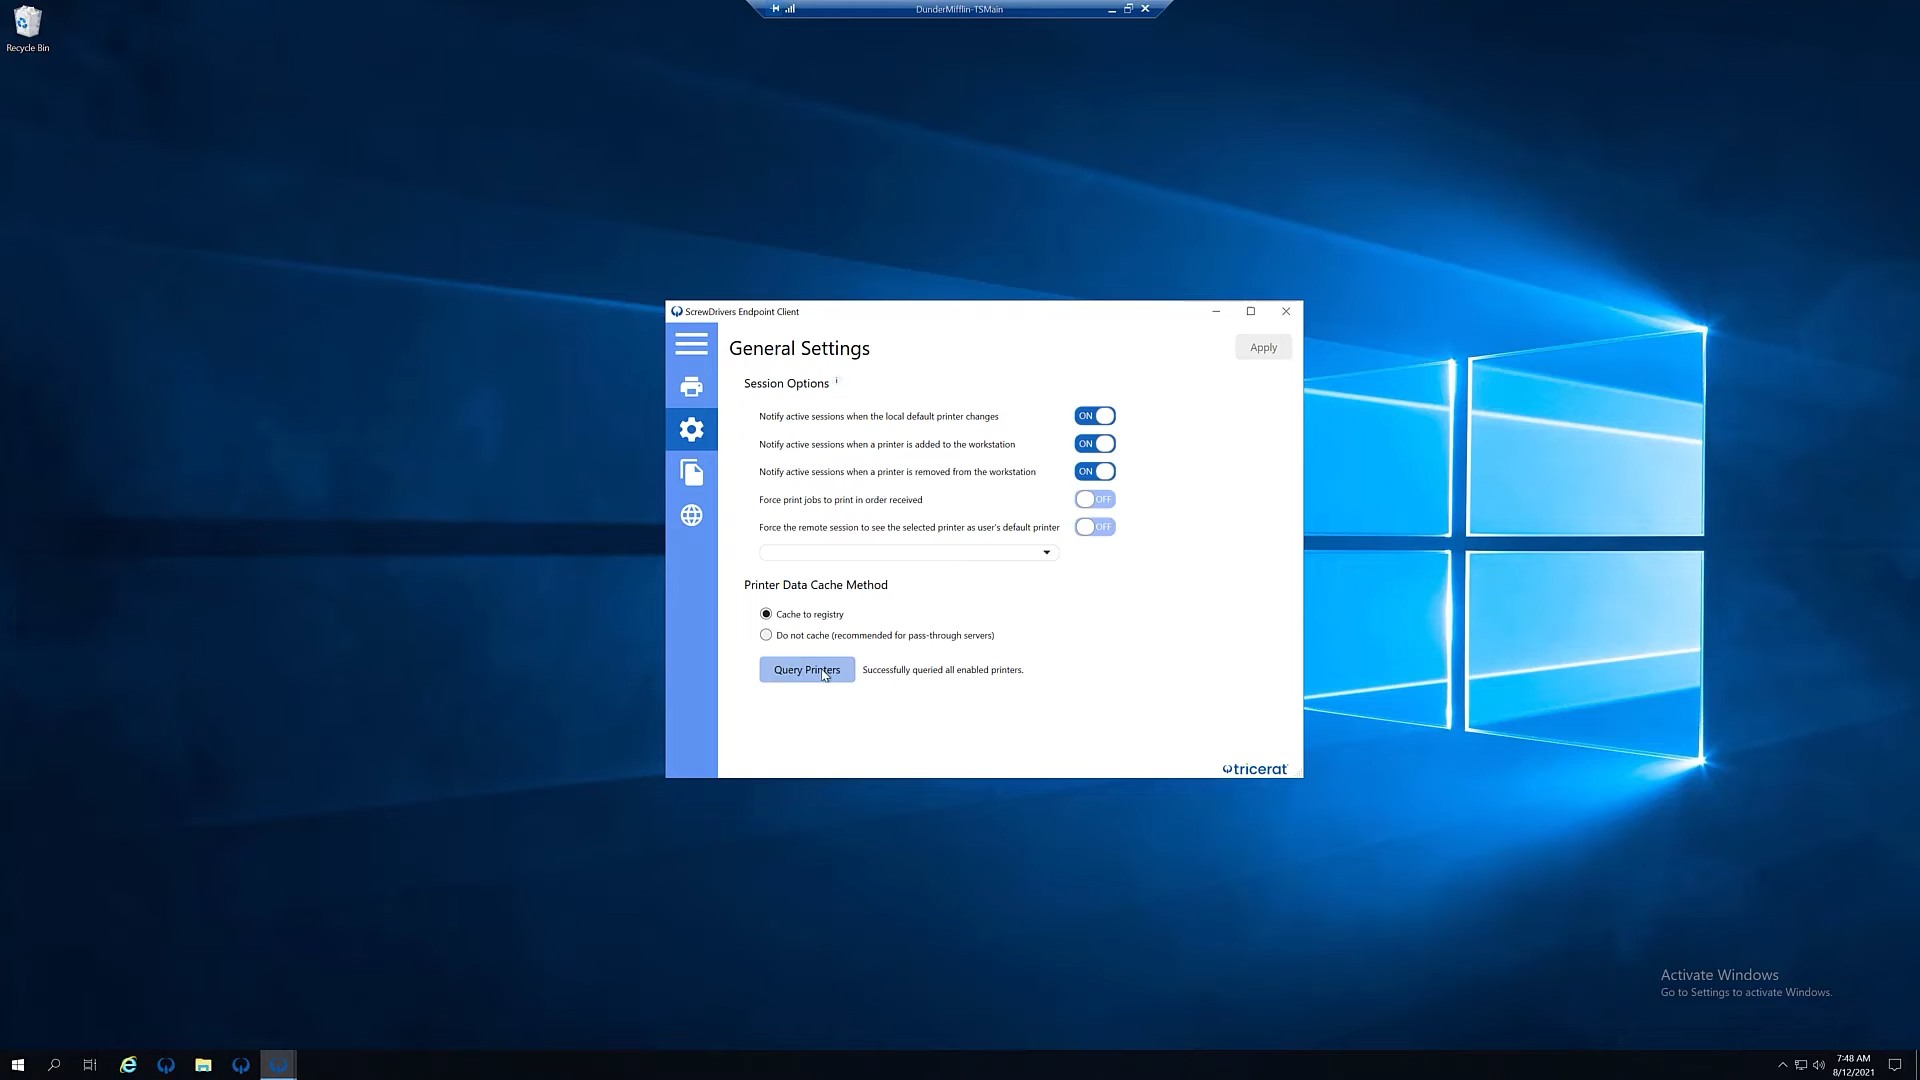 DunderMifflin-TSMain
Recycle Bin
ScrewDrivers Endpoint Client
General Settings
Apply
Session Options i
Notify active sessions when the local default printer changes ON
Notify active sessions when a printer is added to the workstation ON
Notify active sessions when a printer is removed from the workstation ON
Force print jobs to print in order received OFF
Force the remote session to see the selected printer as user's default printer OFF
Printer Data Cache Method
Cache to registry
Do not cache (recommended for pass-through servers)
Query Printers Successfully queried all enabled printers.
tricerat
Activate Windows
Go to Settings to activate Windows.
7:48 AM
8/12/2021